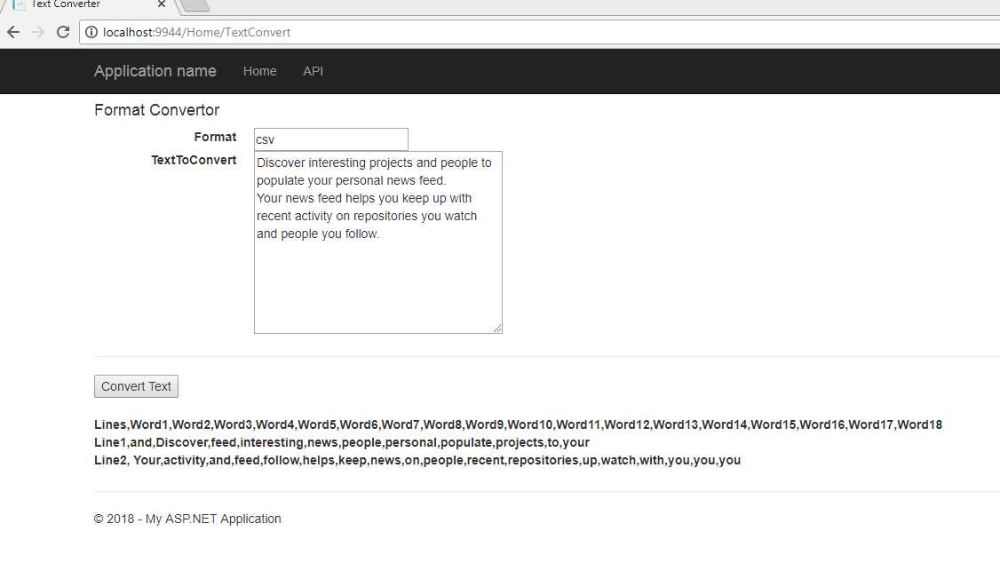 Text Converter
localhost:9944/Home/TextConvert
Application name Home API
Format Convertor
Format csv
TextToConvert
Discover interesting projects and people to
populate your personal news feed.
Your news feed helps you keep up with
recent activity on repositories you watch
and people you follow.
Convert Text
Lines,Word1,Word2,Word3,Word4,Word5,Word6,Word7,Word8,Word9,Word10,Word11,Word12,Word13,Word14,Word15,Word16,Word17,Word18
Line1,and,Discover,feed,interesting,news,people,personal,populate,projects,to,your
Line2, Your,activity,and,feed,follow,helps,keep,news,on,people,recent,repositories,up,watch,with,you,you,you
© 2018 - My ASP.NET Application